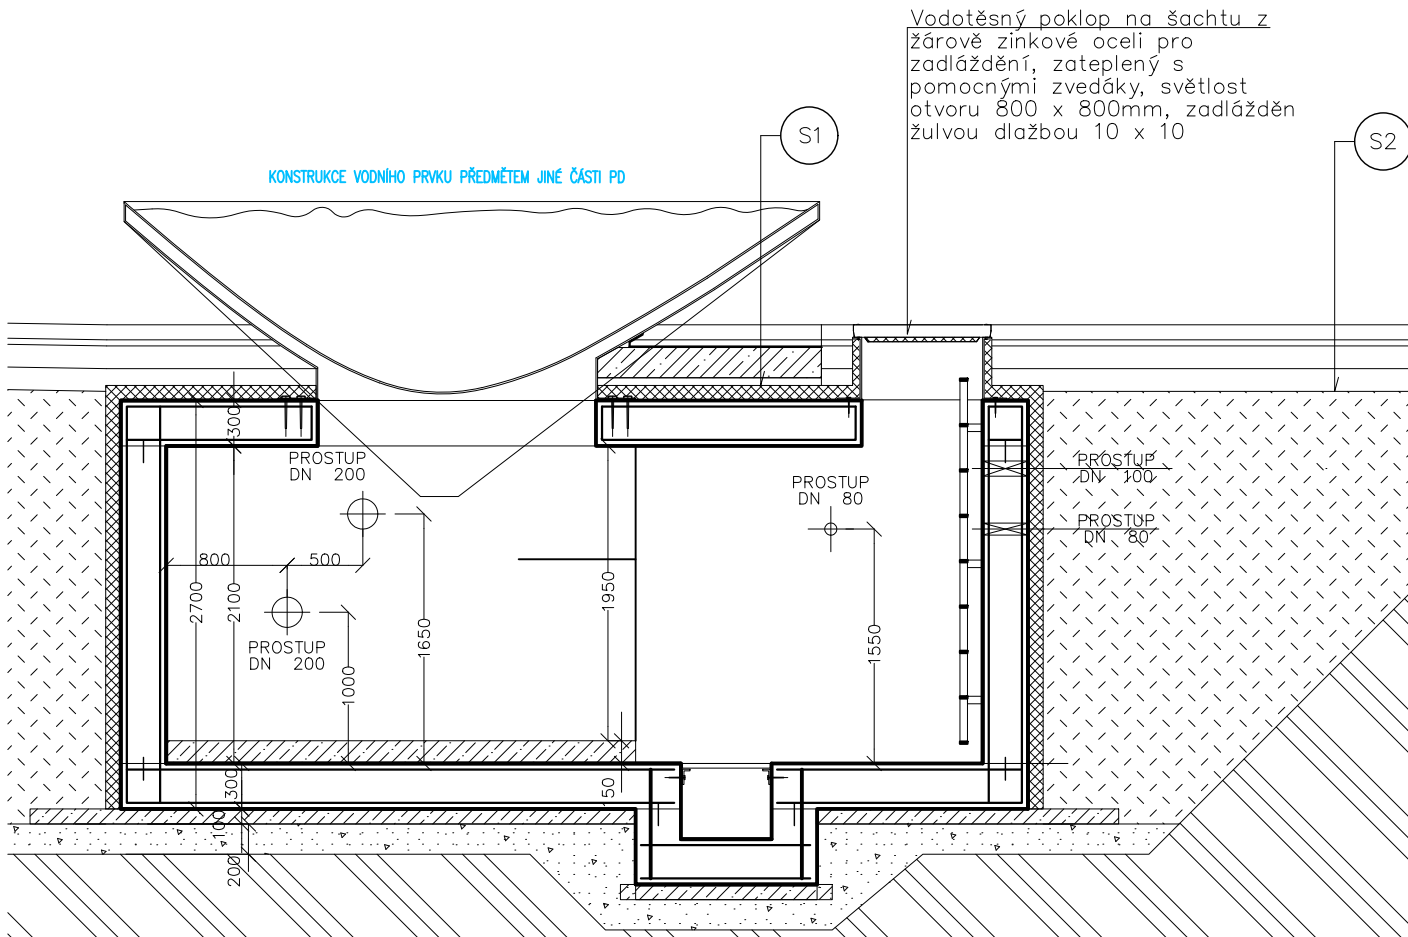 Vodotěsný poklop na šachtu z
žárově zinkové oceli pro
zadláždění, zateplený s
pomocnými zvedáky, světlost
otvoru 800 x 800mm, zadlážděn
žulvou dlažbou 10 x 10
S1
S2
KONSTRUKCE VODNÍHO PRVKU PŘEDMĚTEM JINÉ ČÁSTI PD
300
PROSTUP
DN 200
PROSTUP
DN 80
PROSTUP
DN 100
PROSTUP
DN 80
800
500
2700
2100
1950
1650
1550
1000
PROSTUP
DN 200
300
50
100
200